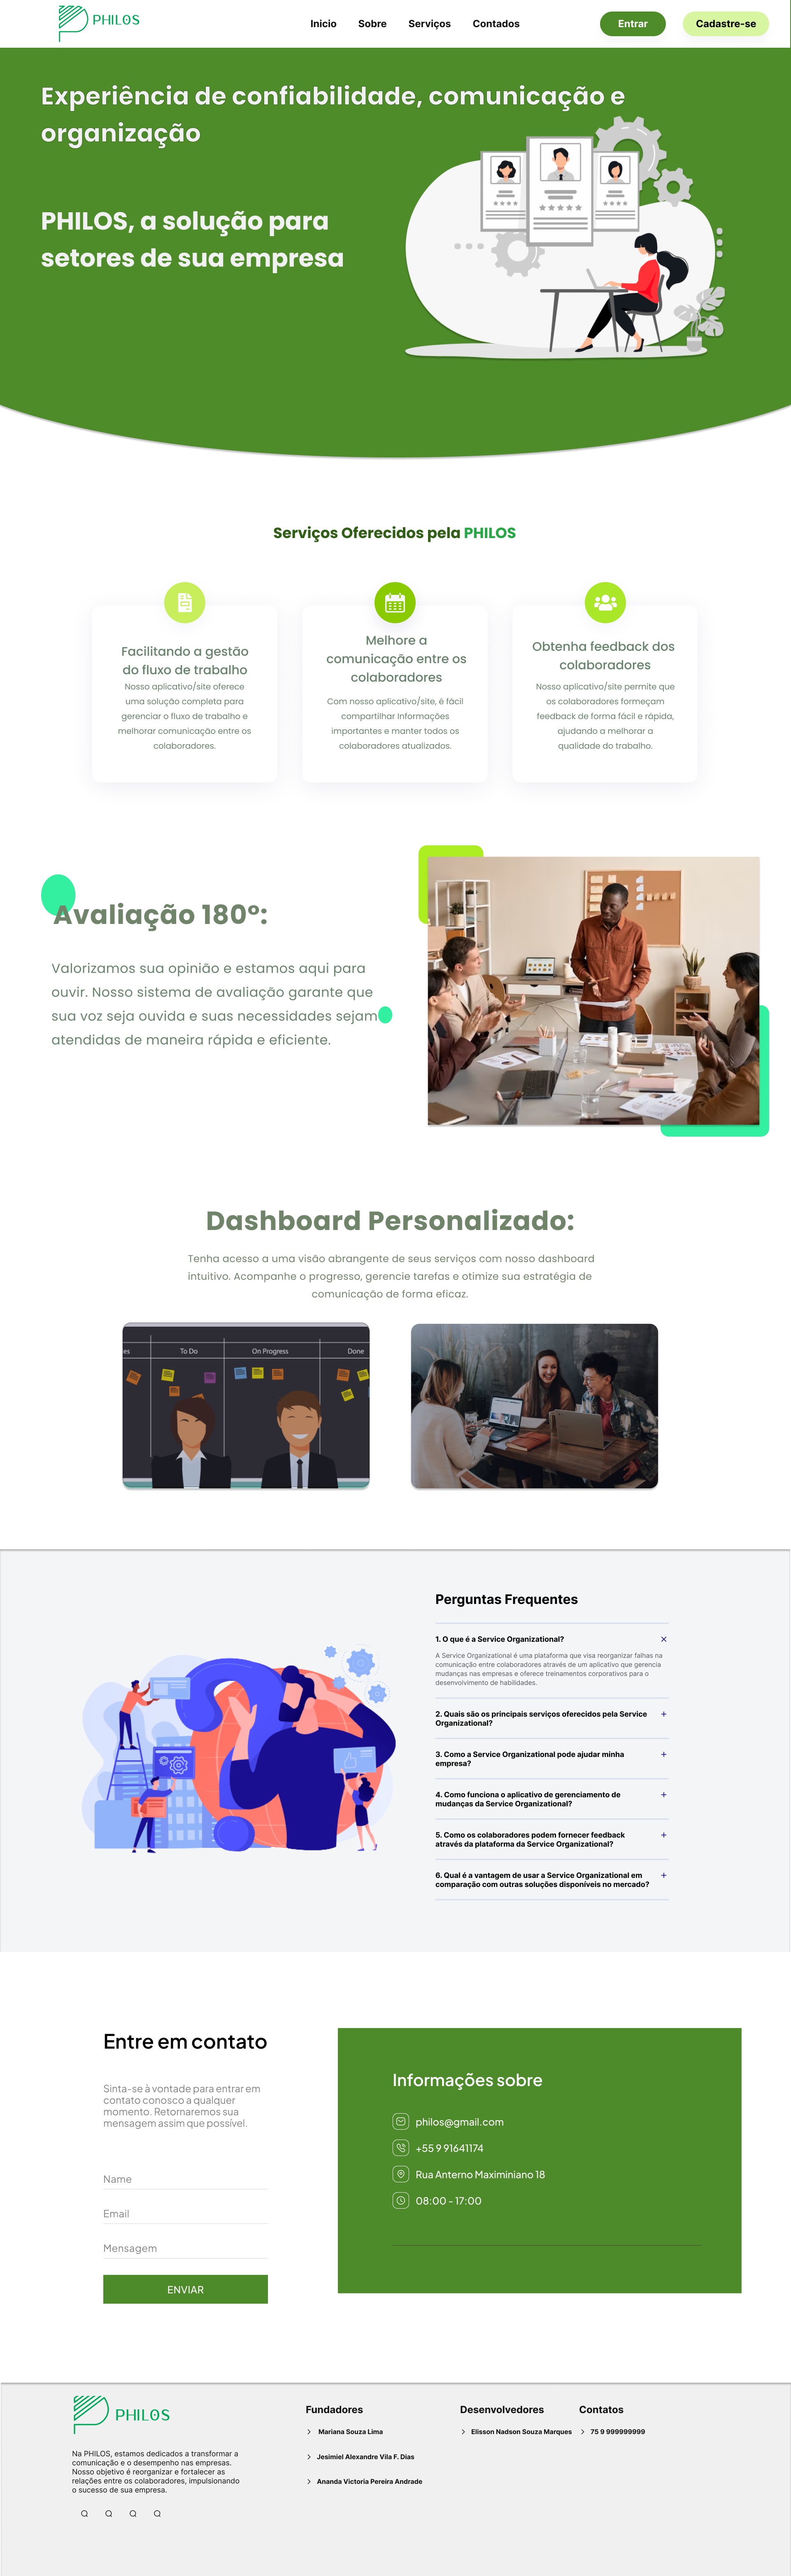 PHILOS
Inicio Sobre Serviços Contados Entrar Cadastre-se
Experiência de confiabilidade, comunicação e
organização
PHILOS, a solução para
setores de sua empresa
Serviços Oferecidos pela PHILOS
Facilitando a gestão
do fluxo de trabalho
Nosso aplicativo/site oferece
uma solução completa para
gerenciar o fluxo de trabalho e
melhorar comunicação entre os
colaboradores.
Melhore a
comunicação entre os
colaboradores
Com nosso aplicativo/site, é fácil
compartilhar Informações
importantes e manter todos os
colaboradores atualizados.
Obtenha feedback dos
colaboradores
Nosso aplicativo/site permite que
os colaboradores formeçam
feedback de forma fácil e rápida,
ajudando a melhorar a
qualidade do trabalho.
Avaliação 180º:
Valorizamos sua opinião e estamos aqui para
ouvir. Nosso sistema de avaliação garante que
sua voz seja ouvida e suas necessidades sejam
atendidas de maneira rápida e eficiente.
Dashboard Personalizado:
Tenha acesso a uma visão abrangente de seus serviços com nosso dashboard
intuitivo. Acompanhe o progresso, gerencie tarefas e otimize sua estratégia de
comunicação de forma eficaz.
es To Do On Progress Done
Perguntas Frequentes
1. O que é a Service Organizational?
A Service Organizational é uma plataforma que visa reorganizar falhas na
comunicação entre colaboradores através de um aplicativo que gerencia
mudanças nas empresas e oferece treinamentos corporativos para o
desenvolvimento de habilidades.
2. Quais são os principais serviços oferecidos pela Service
Organizational?
3. Como a Service Organizational pode ajudar minha
empresa?
4. Como funciona o aplicativo de gerenciamento de
mudanças da Service Organizational?
5. Como os colaboradores podem fornecer feedback
através da plataforma da Service Organizational?
6. Qual é a vantagem de usar a Service Organizational em
comparação com outras soluções disponíveis no mercado?
Entre em contato
Sinta-se à vontade para entrar em
contato conosco a qualquer
momento. Retornaremos sua
mensagem assim que possível.
Name
Email
Mensagem
ENVIAR
Informações sobre
philos@gmail.com
+55 9 91641174
Rua Anterno Maximiniano 18
08:00 - 17:00
PHILOS
Na PHILOS, estamos dedicados a transformar a
comunicação e o desempenho nas empresas.
Nosso objetivo é reorganizar e fortalecer as
relações entre os colaboradores, impulsionando
o sucesso de sua empresa.
Fundadores
Mariana Souza Lima
Jesimiel Alexandre Vila F. Dias
Ananda Victoria Pereira Andrade
Desenvolvedores
Elisson Nadson Souza Marques
Contatos
75 9 999999999